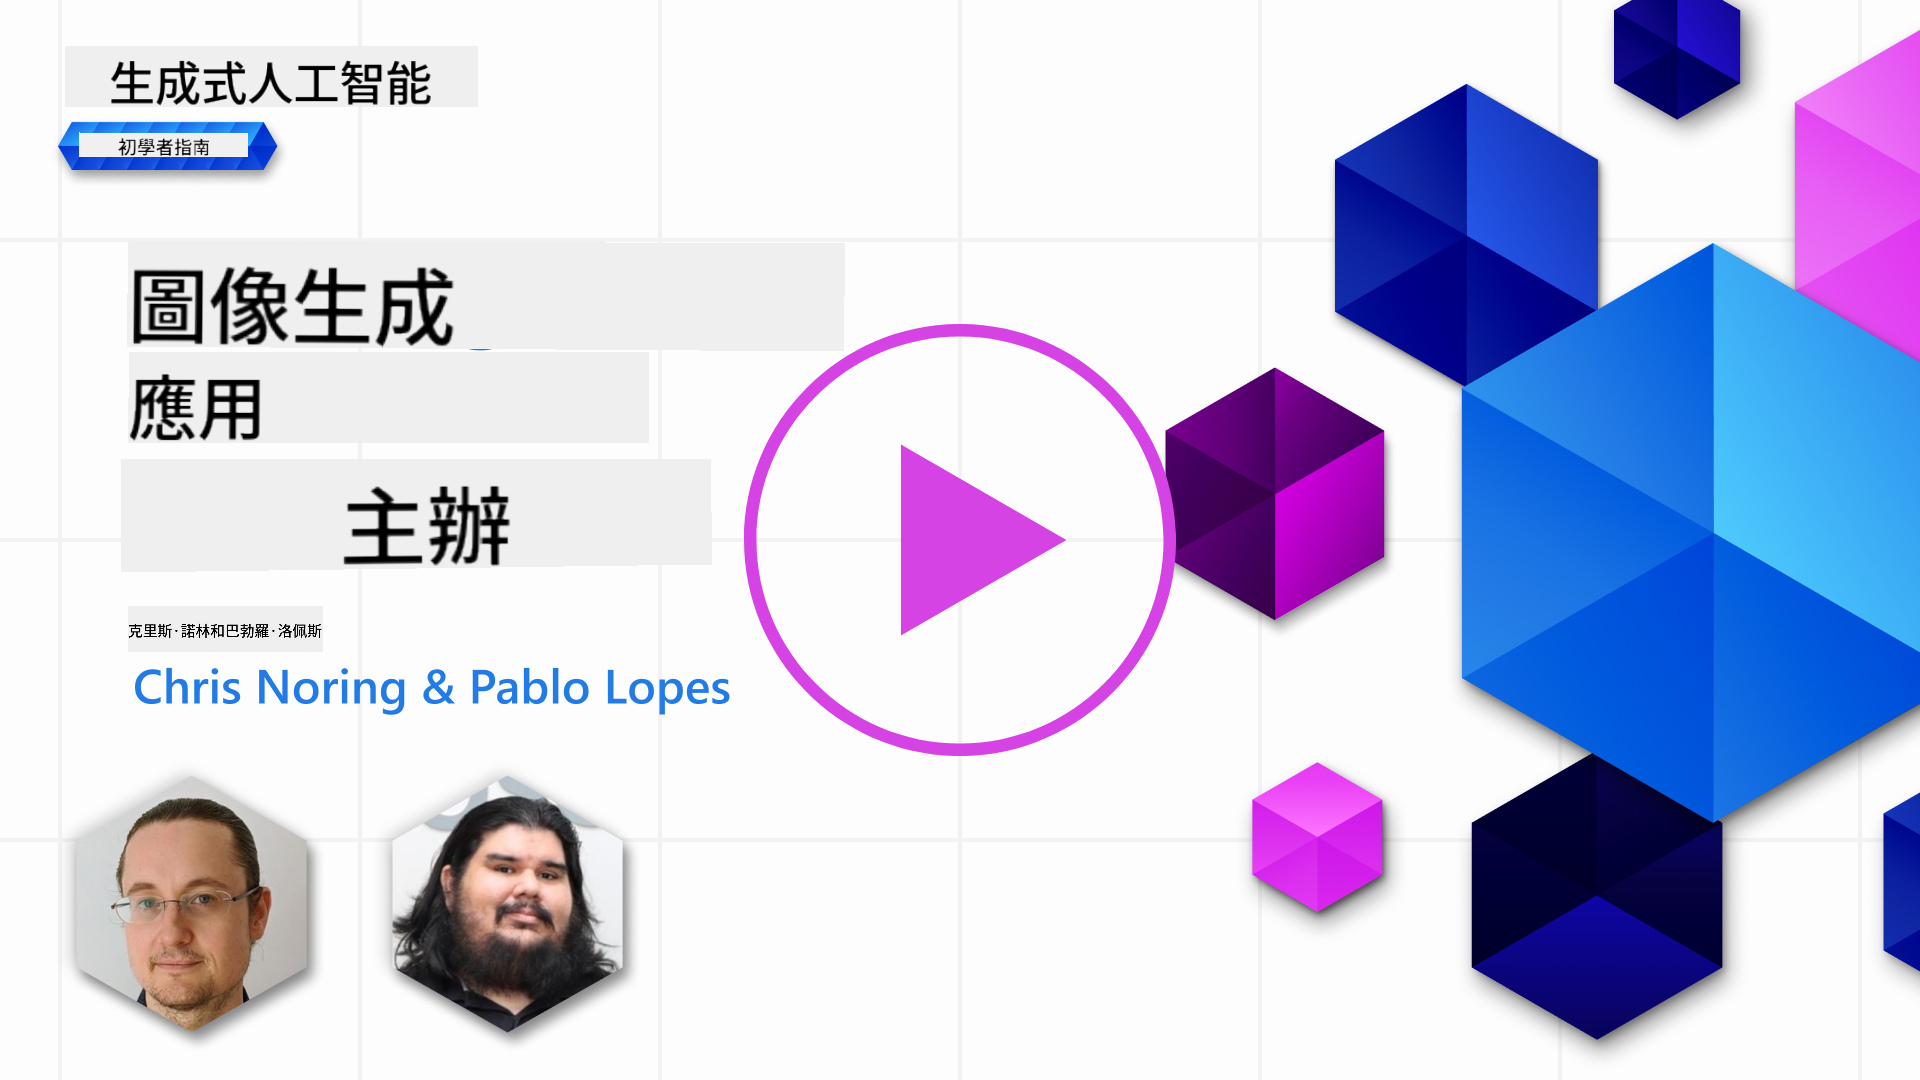 生成式人工智能
初學者指南
圖像生成
應用
主辦
克里斯·諾林和巴勃羅·洛佩斯
Chris Noring & Pablo Lopes